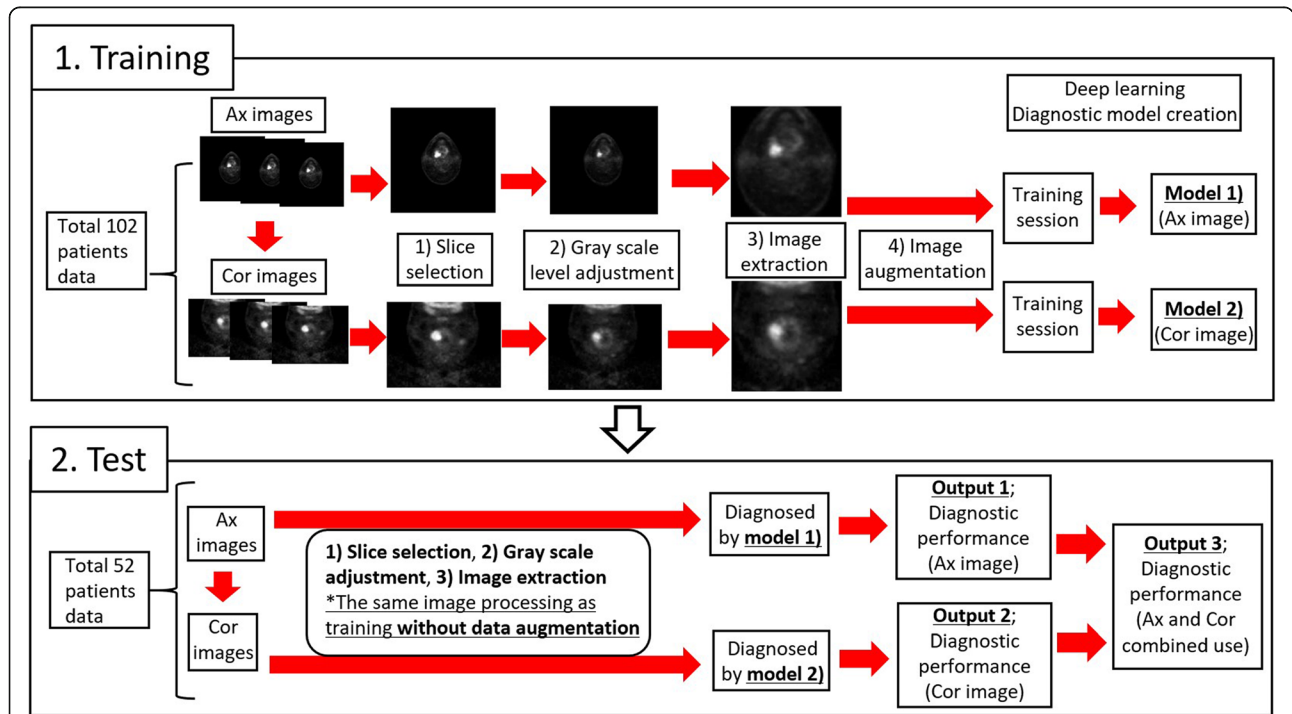 1. Training
Ax images
Total 102
patients
data
Cor images
1) Slice
selection
2) Gray scale
level adjustment
3) Image
extraction
4) Image
augmentation
Deep learning
Diagnostic model creation
Training
session
Model 1)
(Ax image)
Training
session
Model 2)
(Cor image)
2. Test
Total 52
patients
data
Ax
images
Cor
images
1) Slice selection, 2) Gray scale
adjustment, 3) Image extraction
*The same image processing as
training without data augmentation
Diagnosed
by model 1)
Diagnosed
by model 2)
Output 1;
Diagnostic
performance
(Ax image)
Output 2;
Diagnostic
performance
(Cor image)
Output 3;
Diagnostic
performance
(Ax and Cor
combined use)